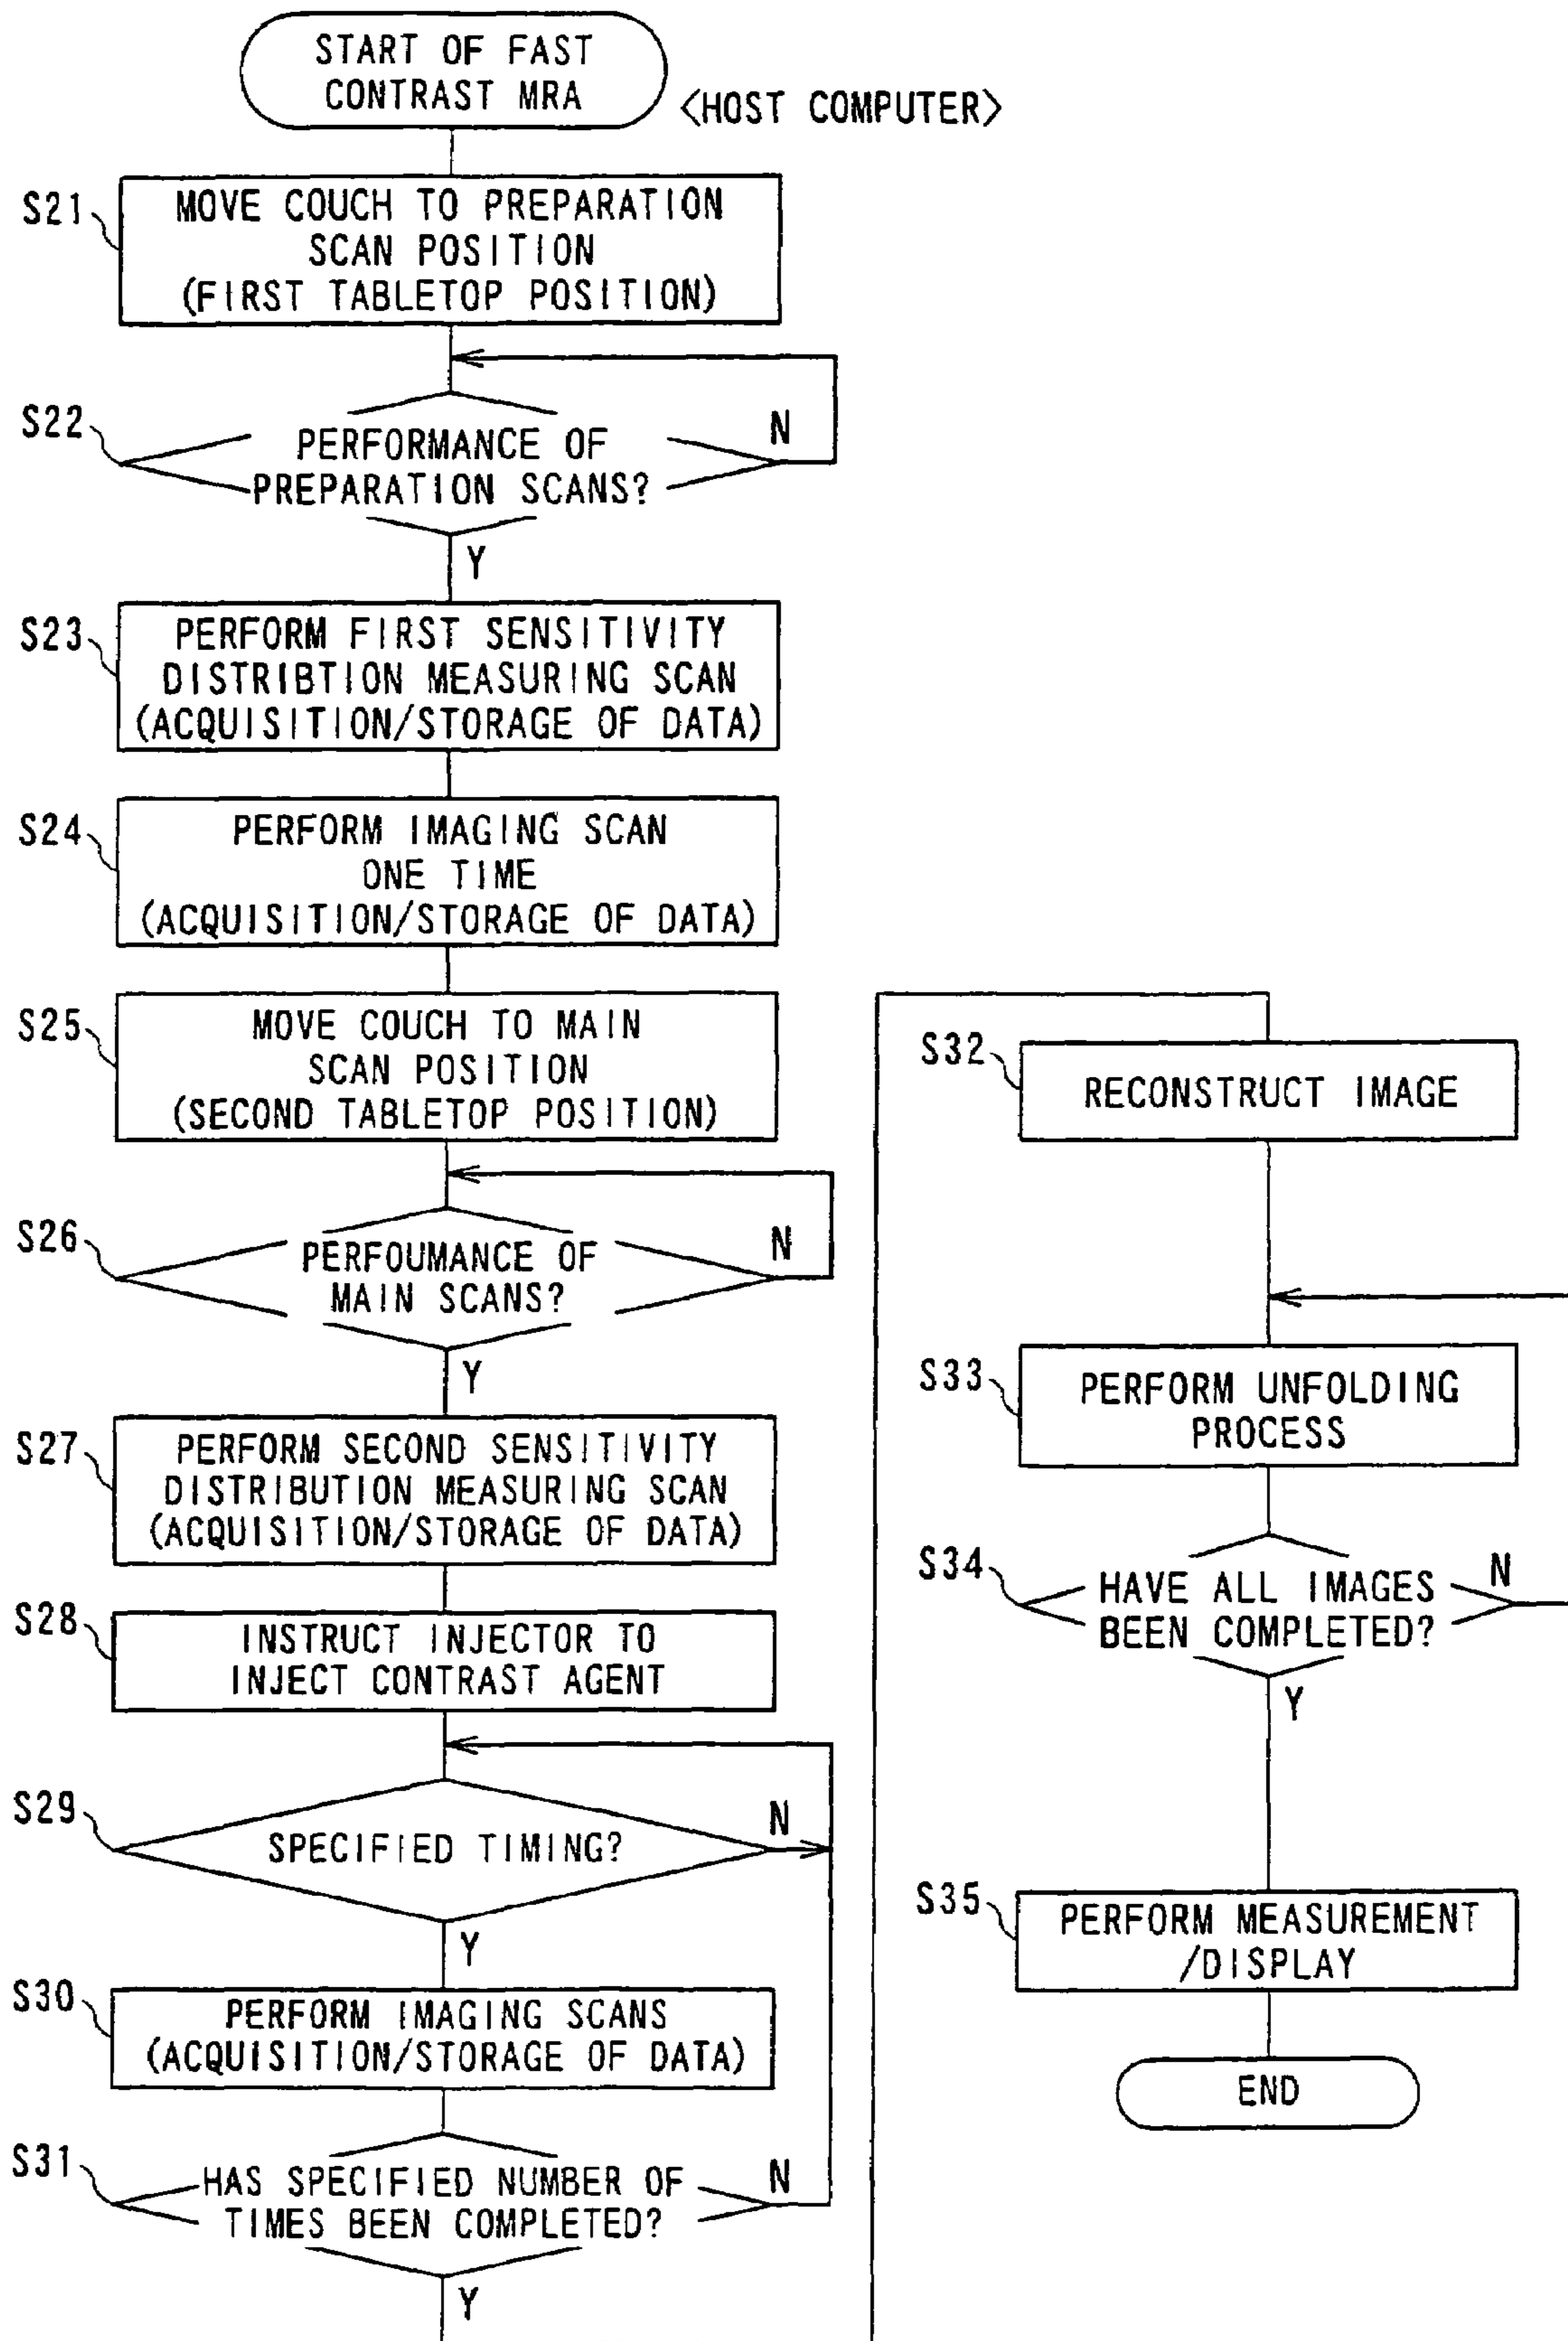 START OF FAST
CONTRAST MRA
<HOST COMPUTER>
S21
MOVE COUCH TO PREPARATION
SCAN POSITION
(FIRST TABLETOP POSITION)
S22
PERFORMANCE OF
PREPARATION SCANS?
N
Y
S23
PERFORM FIRST SENSITIVITY
DISTRIBTION MEASURING SCAN
(ACQUISITION/STORAGE OF DATA)
S24
PERFORM IMAGING SCAN
ONE TIME
(ACQUISITION/STORAGE OF DATA)
S25
MOVE COUCH TO MAIN
SCAN POSITION
(SECOND TABLETOP POSITION)
S26
PERFOUMANCE OF
MAIN SCANS?
N
Y
S27
PERFORM SECOND SENSITIVITY
DISTRIBUTION MEASURING SCAN
(ACQUISITION/STORAGE OF DATA)
S28
INSTRUCT INJECTOR TO
INJECT CONTRAST AGENT
S29
SPECIFIED TIMING?
N
Y
S30
PERFORM IMAGING SCANS
(ACQUISITION/STORAGE OF DATA)
S31
HAS SPECIFIED NUMBER OF
TIMES BEEN COMPLETED?
N
Y
S32
RECONSTRUCT IMAGE
S33
PERFORM UNFOLDING
PROCESS
S34
HAVE ALL IMAGES
BEEN COMPLETED?
N
Y
S35
PERFORM MEASUREMENT
/DISPLAY
END